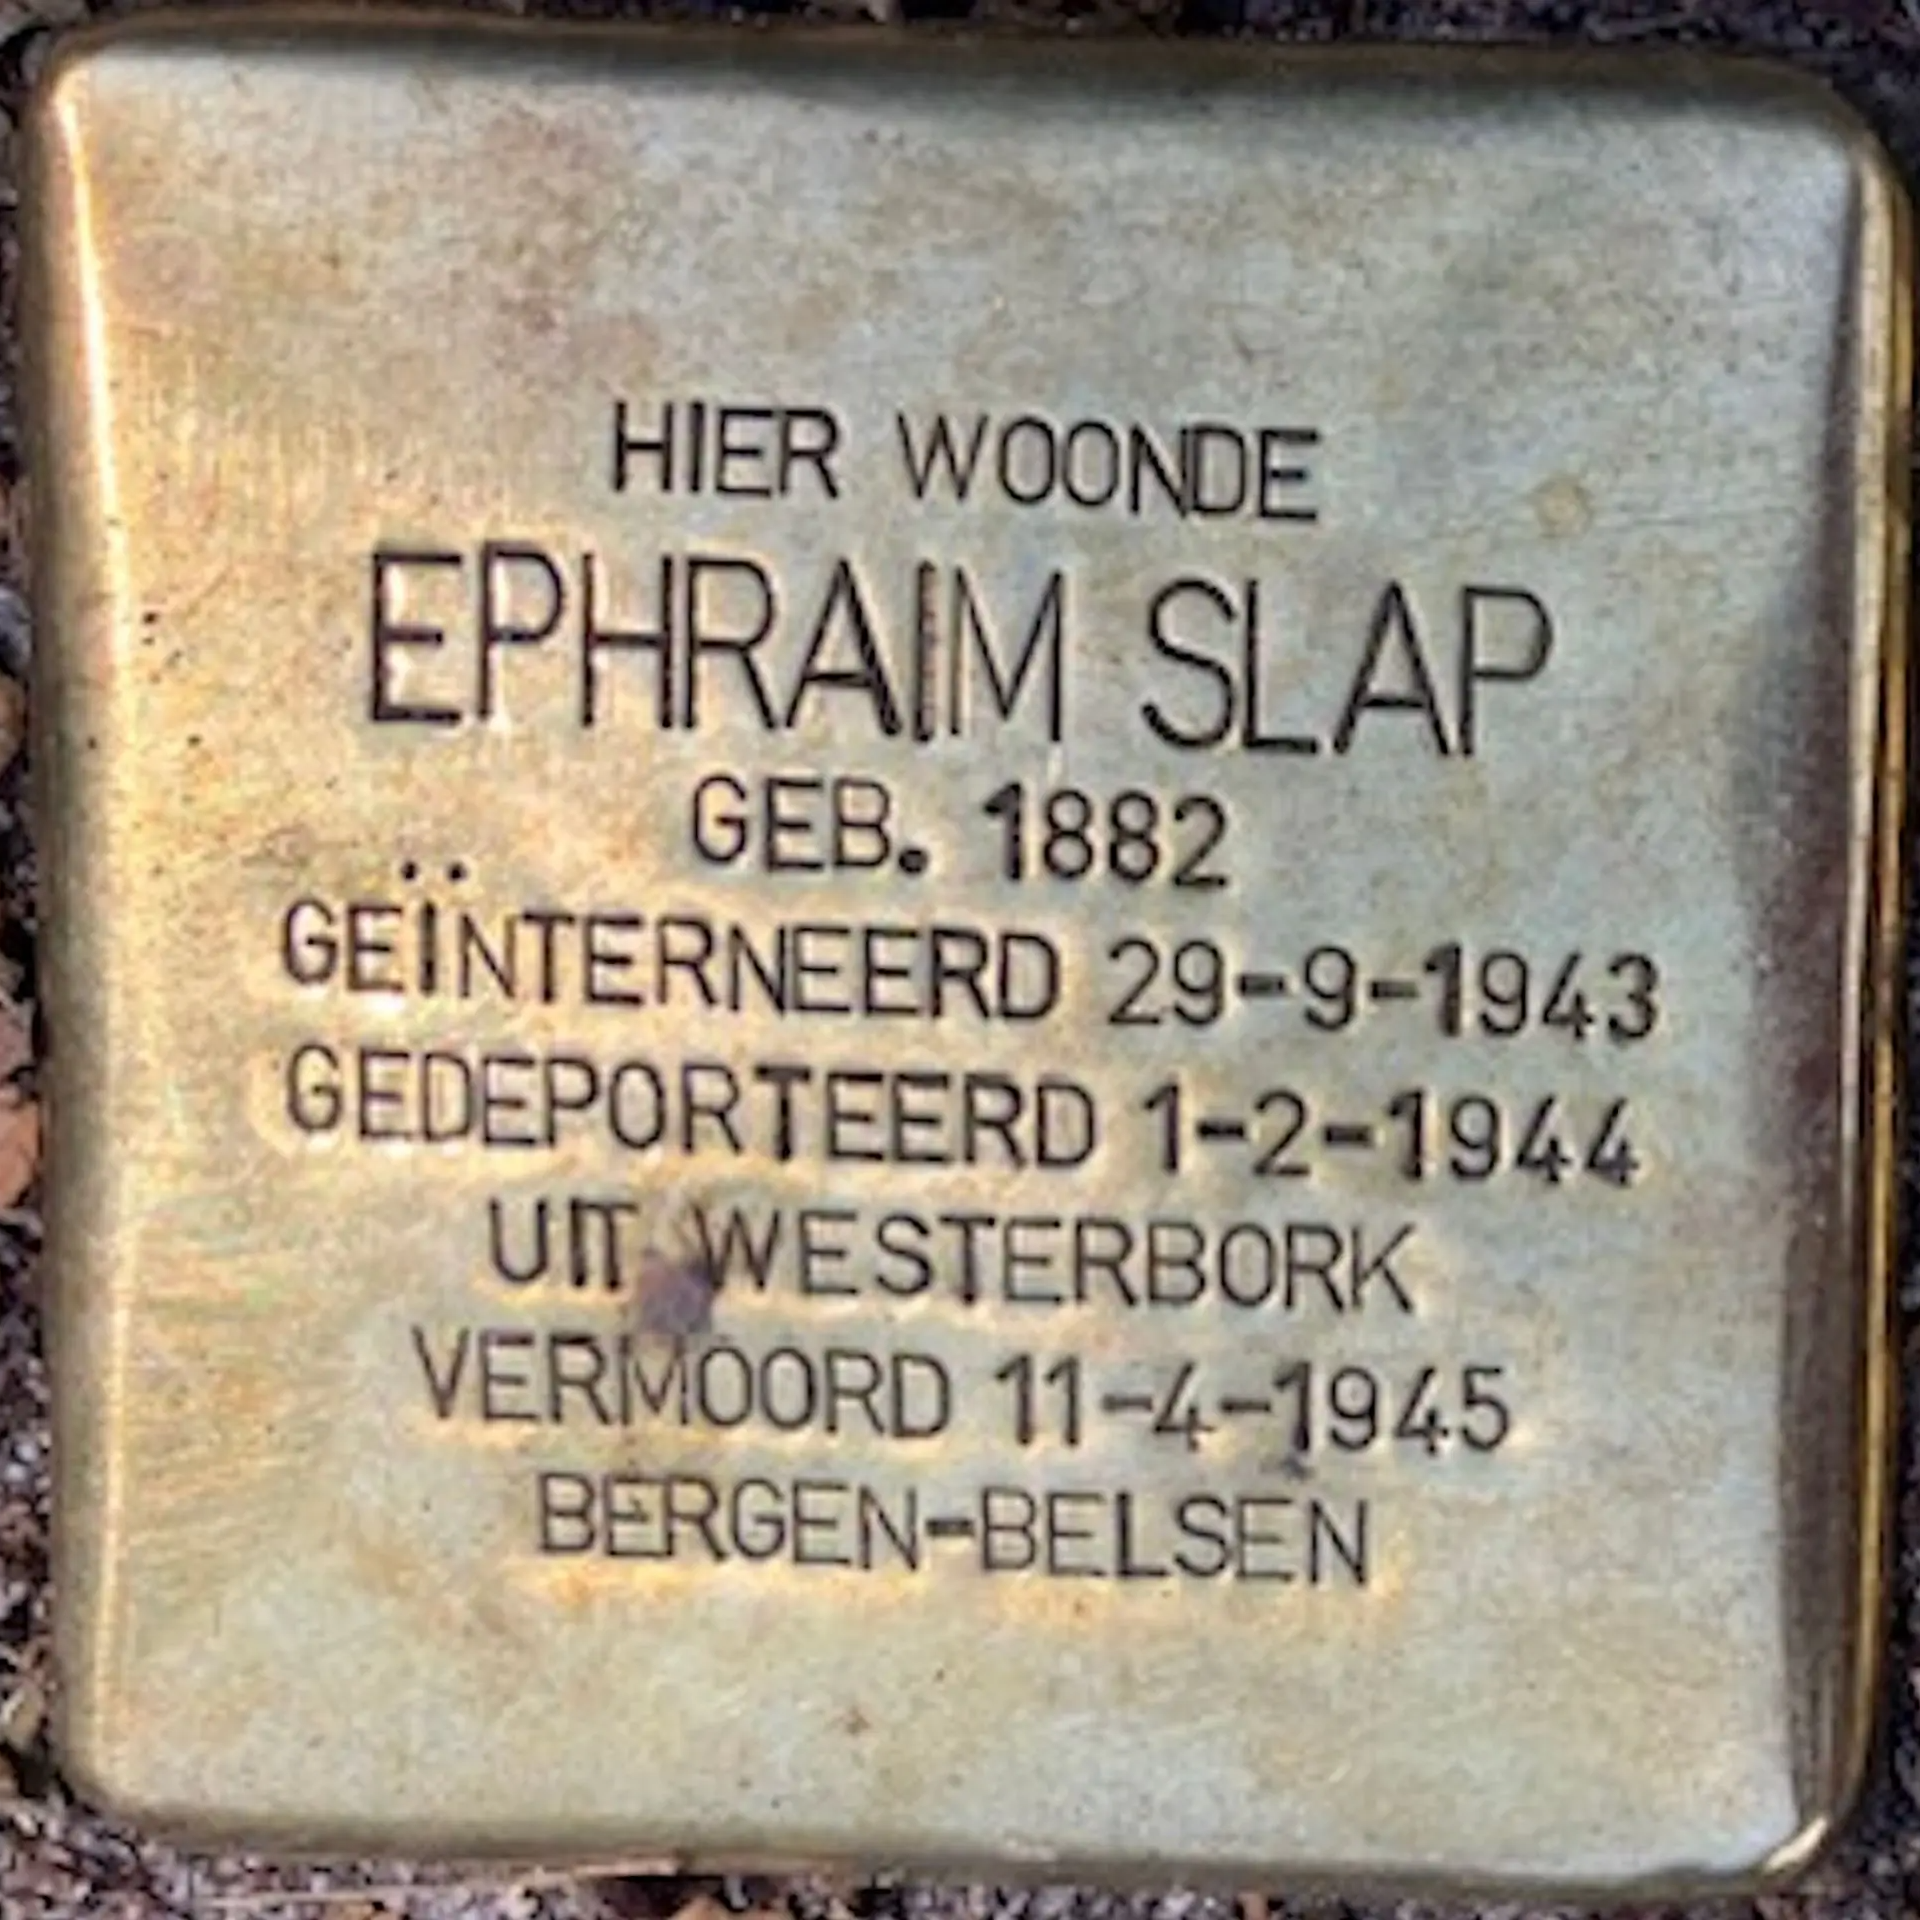 HIER WOONDE
EPHRAIM SLAP
GEB. 1882
GEÏNTERNEERD 29-9-1943
GEDEPORTEERD 1-2-1944
UIT WESTERBORK
VERMOORD 11-4-1945
BERGEN-BELSEN